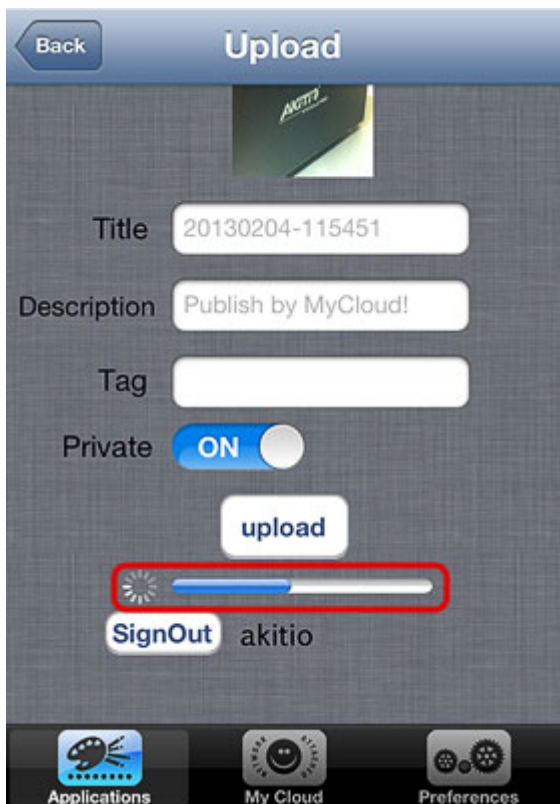 Back
Upload
AKiTiO
Title
20130204-115451
Description
Publish by MyCloud!
Tag
Private
ON
upload
SignOut
akitio
Applications
My Cloud
Preferences